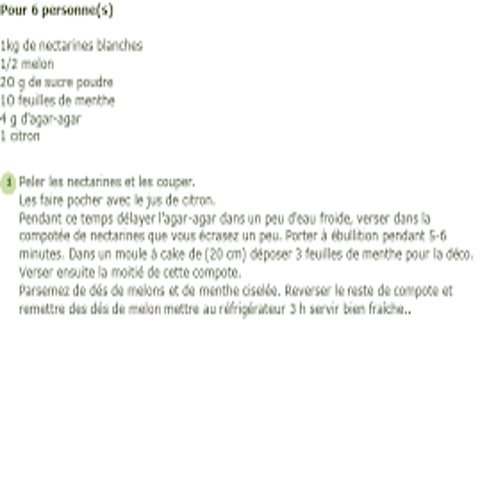 Pour 6 personne(s)
1kg de nectarines blanches
1/2 melon
20 g de sucre poudre
10 feuilles de menthe
4 g d'agar-agar
1 citron
1 Peler les nectarines et les couper.
Les faire pocher avec le jus de citron.
Pendant ce temps délayer l'agar-agar dans un peu d'eau froide, verser dans la
compotée de nectarines que vous écrasez un peu. Porter à ébullition pendant 5-6
minutes. Dans un moule à cake de (20 cm) déposer 3 feuilles de menthe pour la déco.
Verser ensuite la moitié de cette compote.
Parsemez de dés de melons et de menthe ciselée. Reverser le reste de compote et
remettre des dés de melon mettre au réfrigérateur 3 h servir bien fraîche..